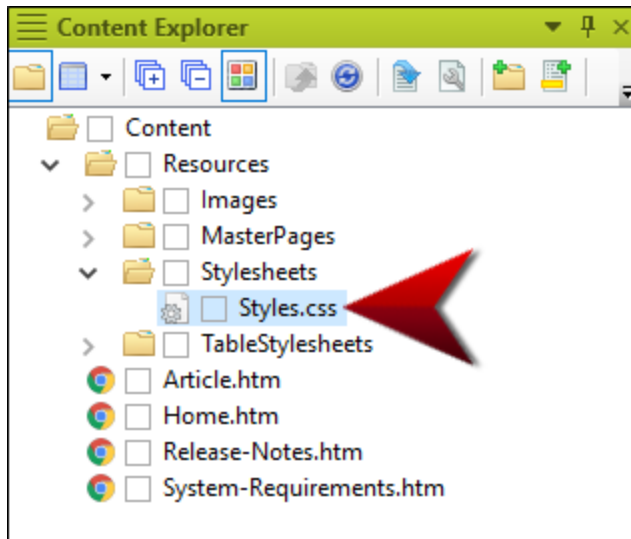 Content Explorer
Content
Resources
Images
MasterPages
Stylesheets
Styles.css
TableStylesheets
Article.htm
Home.htm
Release-Notes.htm
System-Requirements.htm